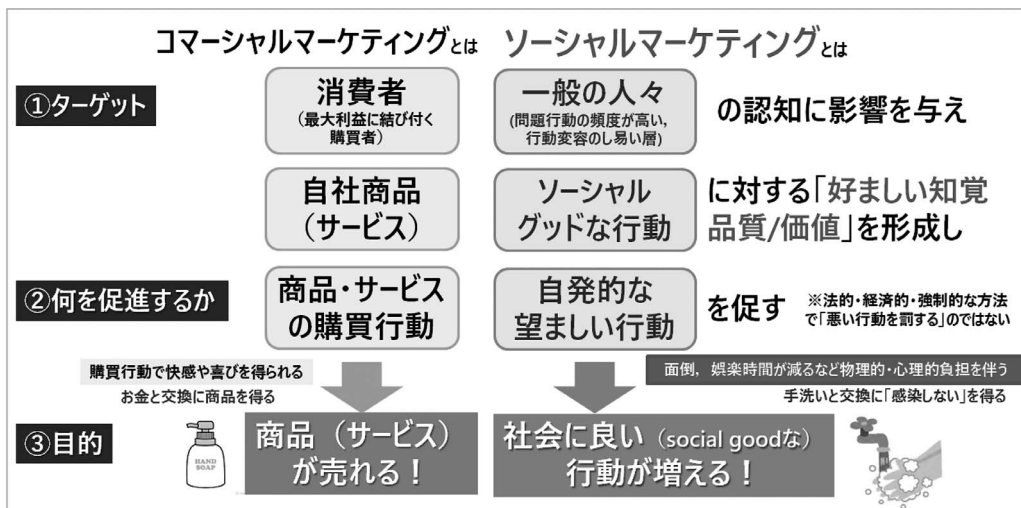 コマーシャルマーケティングとは
ソーシャルマーケティングとは
①ターゲット
消費者
(最大利益に結び付く
購買者)
一般の人々
(問題行動の頻度が高い,
行動変容のし易い層)
の認知に影響を与え
自社商品
(サービス)
ソーシャル
グッドな行動
に対する「好ましい知覚
品質/価値」を形成し
②何を促進するか
商品・サービス
の購買行動
自発的な
望ましい行動
を促す
※法的・経済的・強制的な方法
で「悪い行動を罰する」のではない
購買行動で快感や喜びを得られる
お金と交換に商品を得る
面倒,娯楽時間が減るなど物理的・心理的負担を伴う
手洗いと交換に「感染しない」を得る
③目的
HAND
SOAP
商品(サービス)
が売れる!
社会に良い(social goodな)
行動が増える!